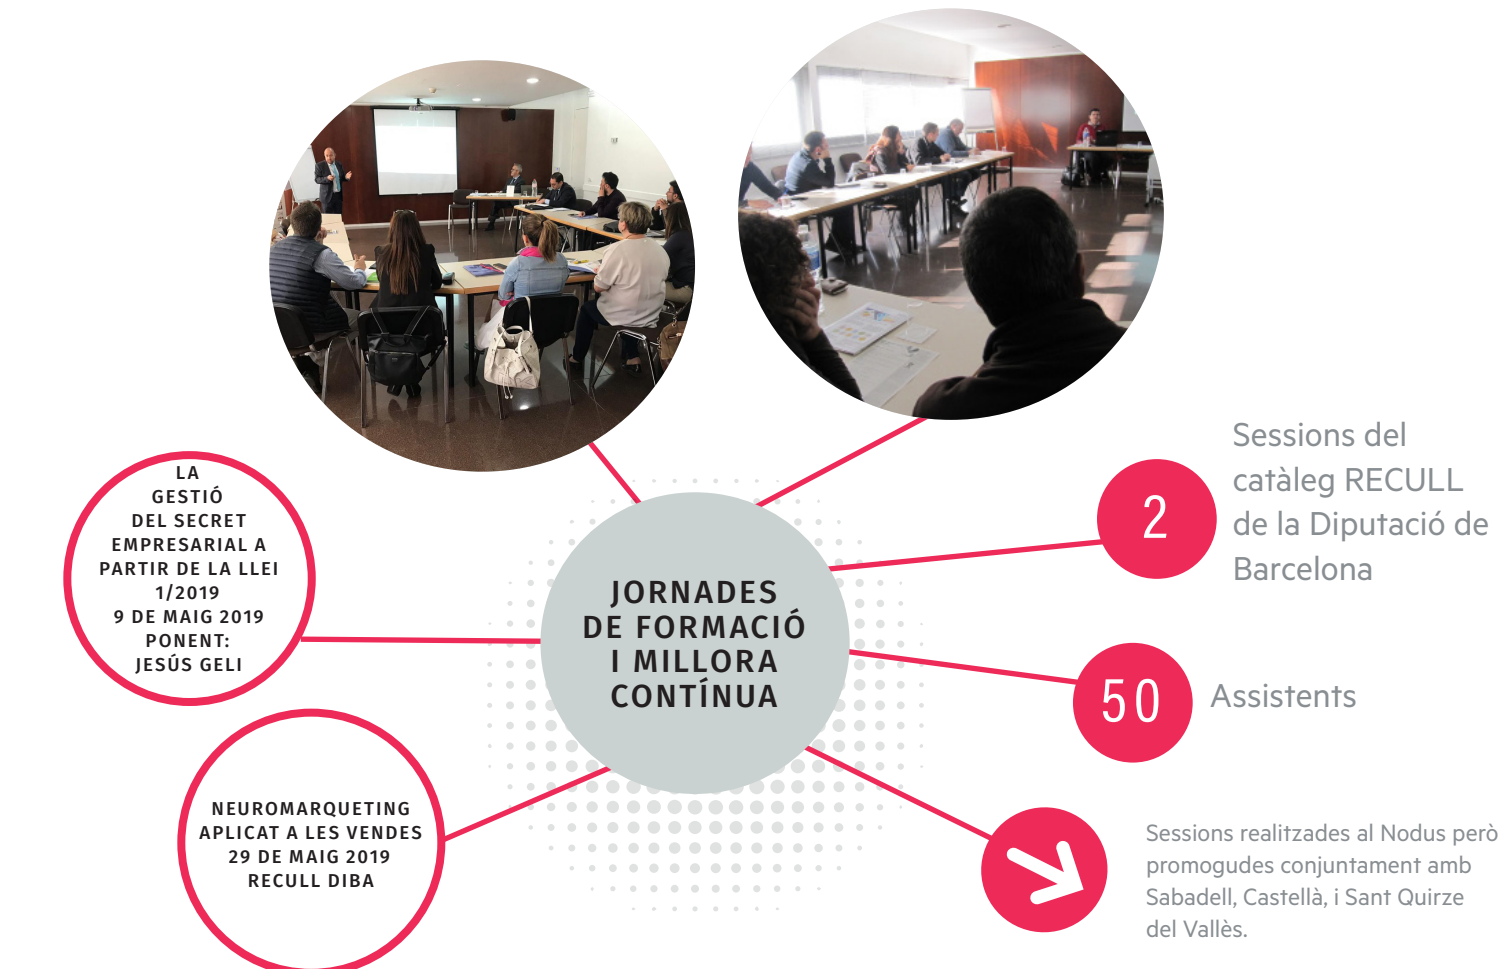 LA
GESTIÓ
DEL SECRET
EMPRESARIAL A
PARTIR DE LA LLEI
1/2019
9 DE MAIG 2019
PONENT:
JESÚS GELI
NEUROMARQUETING
APLICAT A LES VENDES
29 DE MAIG 2019
RECULL DIBA
JORNADES
DE FORMACIÓ
I MILLORA
CONTÍNUA
2
Sessions del
catàleg RECULL
de la Diputació de
Barcelona
50
Assistents
Sessions realitzades al Nodus però
promogudes conjuntament amb
Sabadell, Castellà, i Sant Quirze
del Vallès.